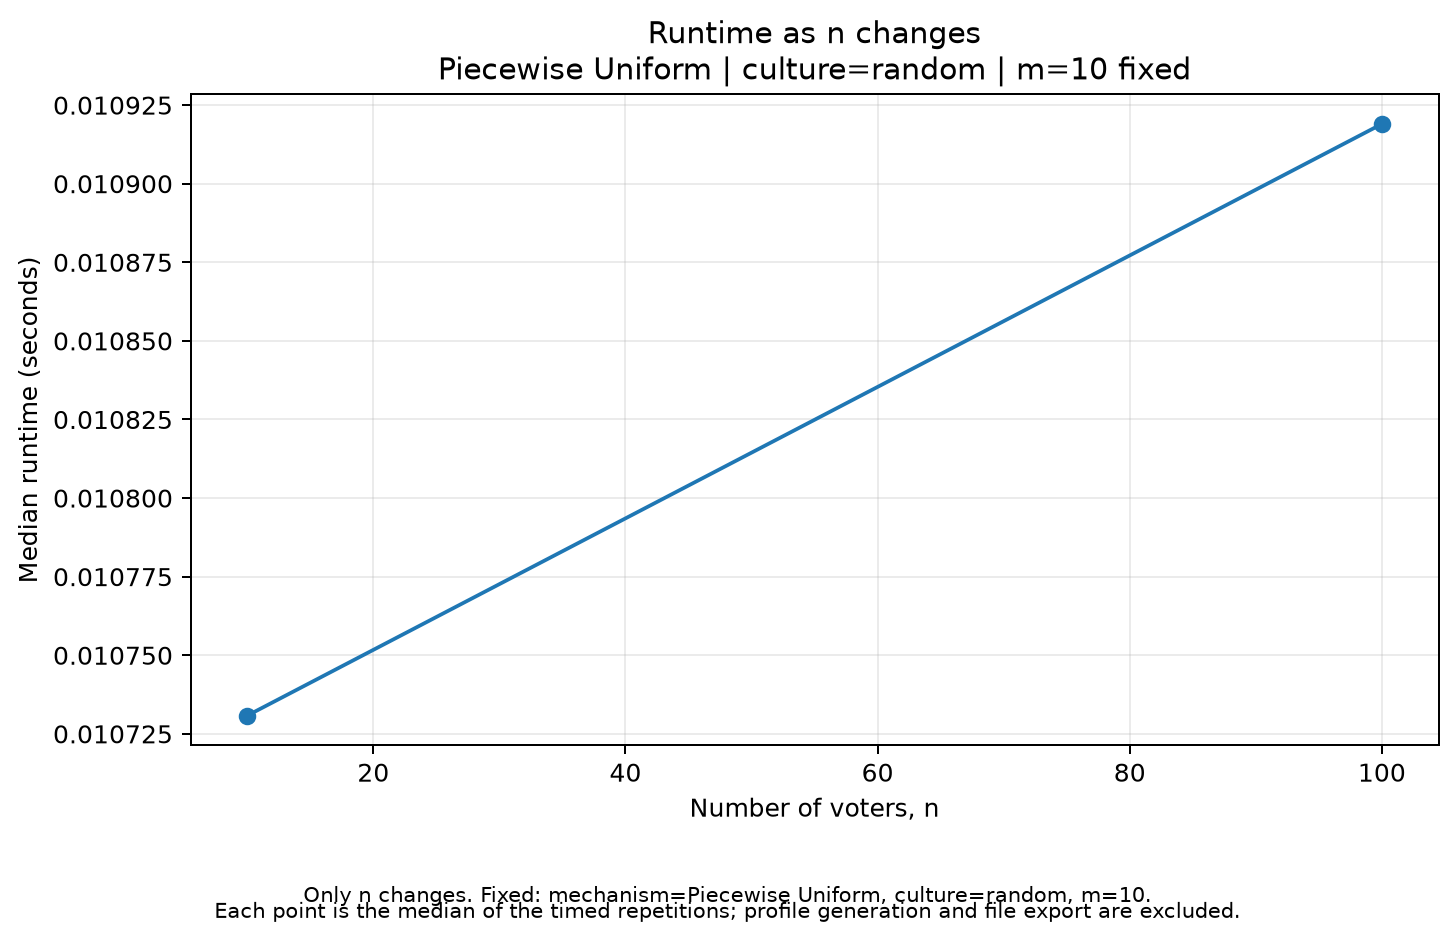 Runtime as n changes
Piecewise Uniform | culture=random | m=10 fixed
0.010925
0.010900
0.010875
0.010850
0.010825
0.010800
0.010775
0.010750
0.010725
Median runtime (seconds)
20 40 60 80 100
Number of voters, n
Only n changes. Fixed: mechanism=Piecewise Uniform, culture=random, m=10.
Each point is the median of the timed repetitions; profile generation and file export are excluded.